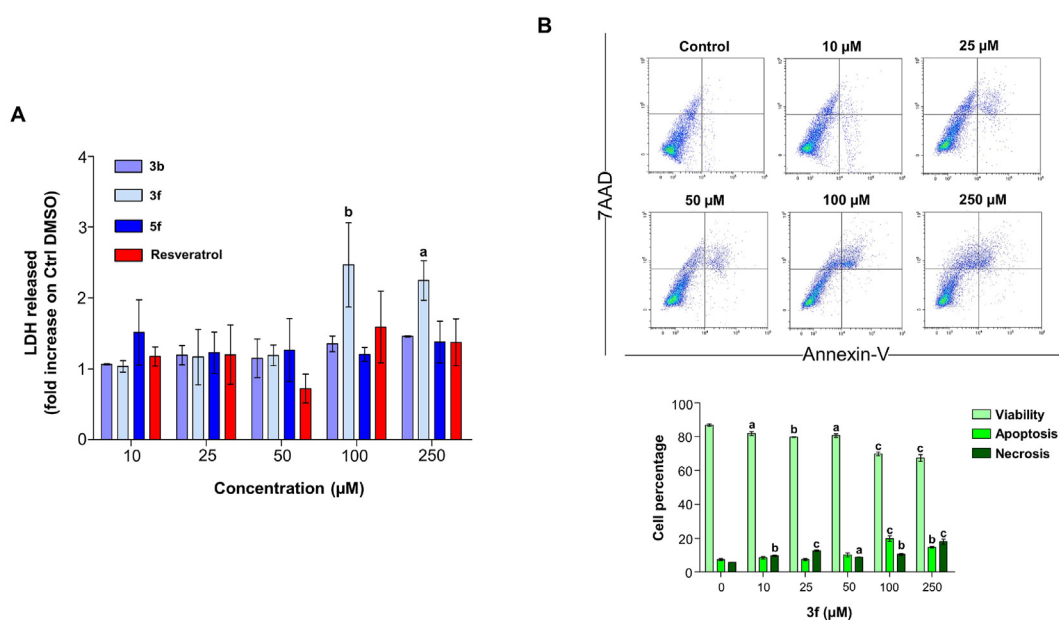 A
4
3
2
1
0
LDH released
(fold increase on Ctrl DMSO)
3b
3f
5f
Resveratrol
b
a
10 25 50 100 250
Concentration (µM)
B
7AAD
Control 10 µM 25 µM
50 µM 100 µM 250 µM
Annexin-V
100
80
60
40
20
0
Cell percentage
Viability
Apoptosis
Necrosis
a b a c c
c b c
b c a b c
0 10 25 50 100 250
3f (µM)